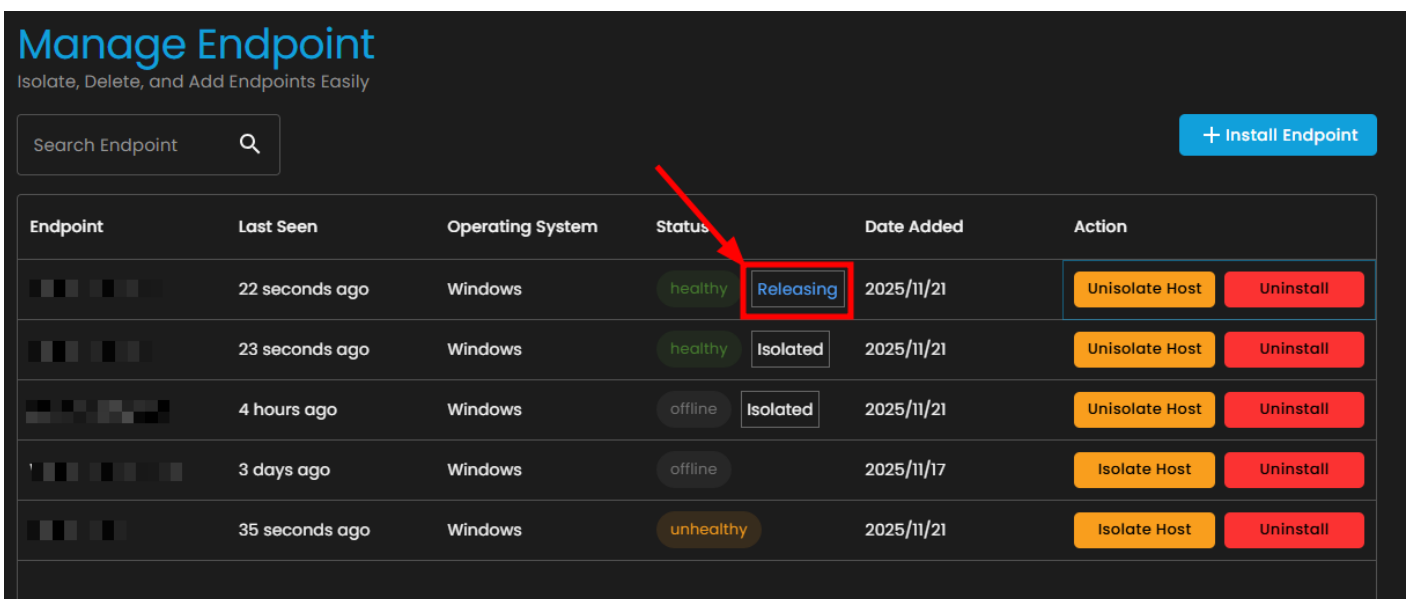 Manage Endpoint
Isolate, Delete, and Add Endpoints Easily
Search Endpoint
+ Install Endpoint
Endpoint Last Seen Operating System Status Date Added Action
22 seconds ago Windows healthy Releasing 2025/11/21 Unisolate Host Uninstall
23 seconds ago Windows healthy Isolated 2025/11/21 Unisolate Host Uninstall
4 hours ago Windows offline Isolated 2025/11/21 Unisolate Host Uninstall
3 days ago Windows offline 2025/11/17 Isolate Host Uninstall
35 seconds ago Windows unhealthy 2025/11/21 Isolate Host Uninstall